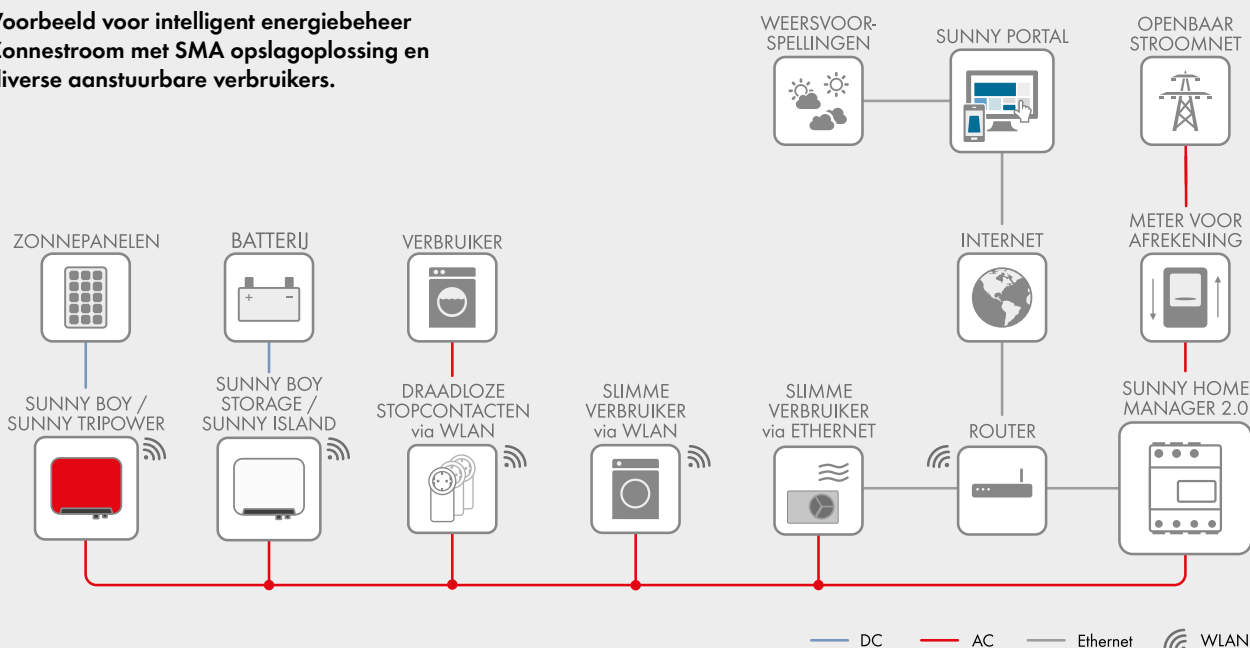 Voorbeeld voor intelligent energiebeheer
Zonnestroom met SMA opslagoplossing en
diverse aanstuurbare verbruikers.
WEERSVOOR-
SPELLINGEN
SUNNY PORTAL
OPENBAAR
STROOMNET
ZONNEPANELEN
BATTERIJ
VERBRUIKER
INTERNET
METER VOOR
AFREKENING
SUNNY BOY /
SUNNY TRIPOWER
SUNNY BOY
STORAGE /
SUNNY ISLAND
DRAADLOZE
STOPCONTACTEN
via WLAN
SLIMME
VERBRUIKER
via WLAN
SLIMME
VERBRUIKER
via ETHERNET
ROUTER
SUNNY HOME
MANAGER 2.0
DC
AC
Ethernet
WLAN